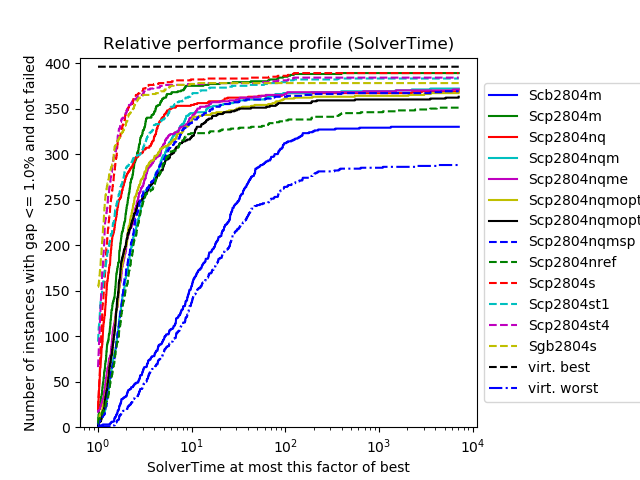 Relative performance profile (SolverTime)
Number of instances with gap <= 1.0% and not failed
400
350
300
250
200
150
100
50
0
10^0 10^1 10^2 10^3 10^4
SolverTime at most this factor of best
Scb2804m
Scp2804m
Scp2804nq
Scp2804nqm
Scp2804nqme
Scp2804nqmopt
Scp2804nqmopt
Scp2804nqmsp
Scp2804nref
Scp2804s
Scp2804st1
Scp2804st4
Sgb2804s
virt. best
virt. worst